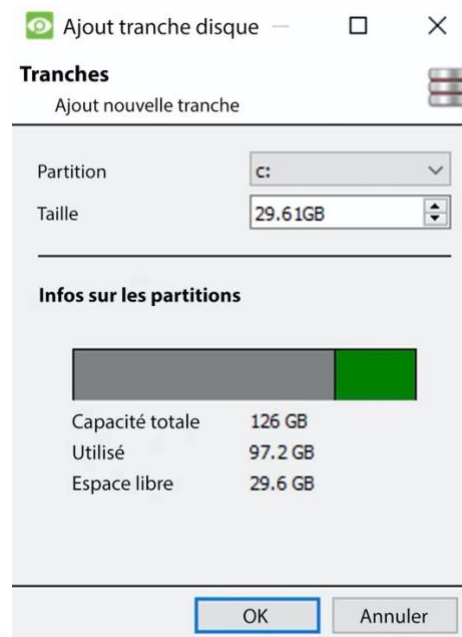 Ajout tranche disque
Tranches
Ajout nouvelle tranche
Partition c:
Taille 29.61GB
Infos sur les partitions
Capacité totale 126 GB
Utilisé 97.2 GB
Espace libre 29.6 GB
OK Annuler